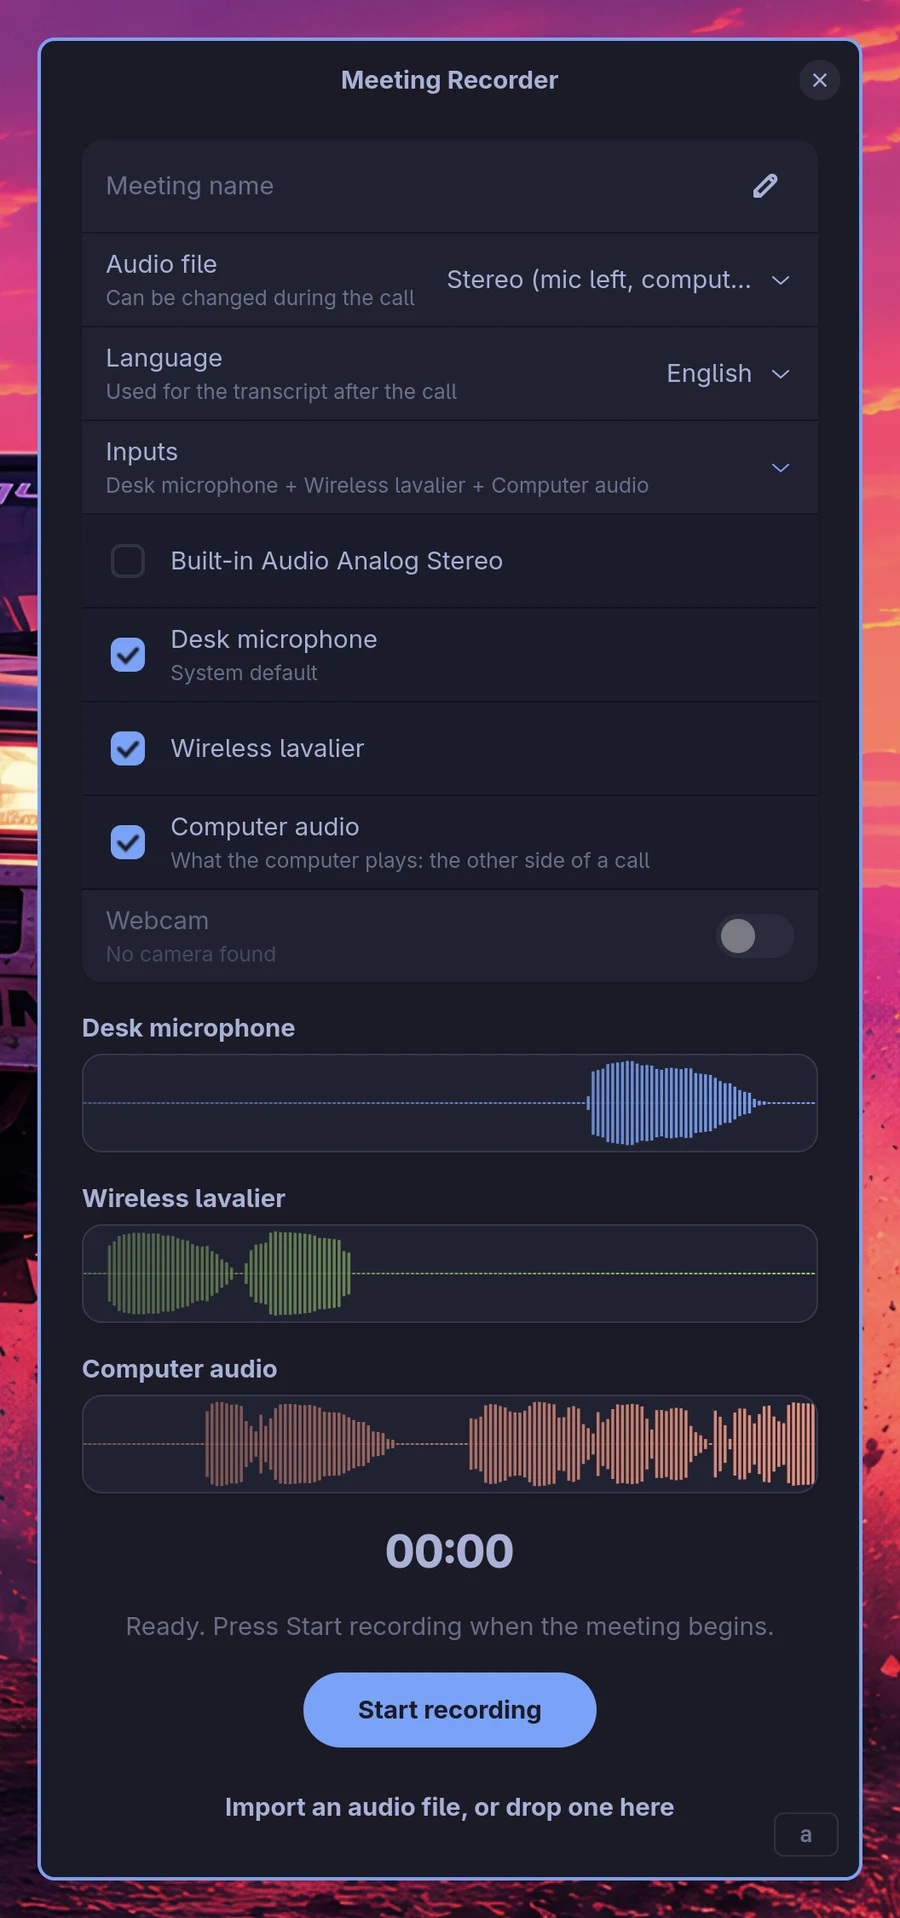 Meeting Recorder
Meeting name
Audio file
Can be changed during the call
Stereo (mic left, comput...
Language
Used for the transcript after the call
English
Inputs
Desk microphone + Wireless lavalier + Computer audio
Built-in Audio Analog Stereo
Desk microphone
System default
Wireless lavalier
Computer audio
What the computer plays: the other side of a call
Webcam
No camera found
Desk microphone
Wireless lavalier
Computer audio
00:00
Ready. Press Start recording when the meeting begins.
Start recording
Import an audio file, or drop one here
a